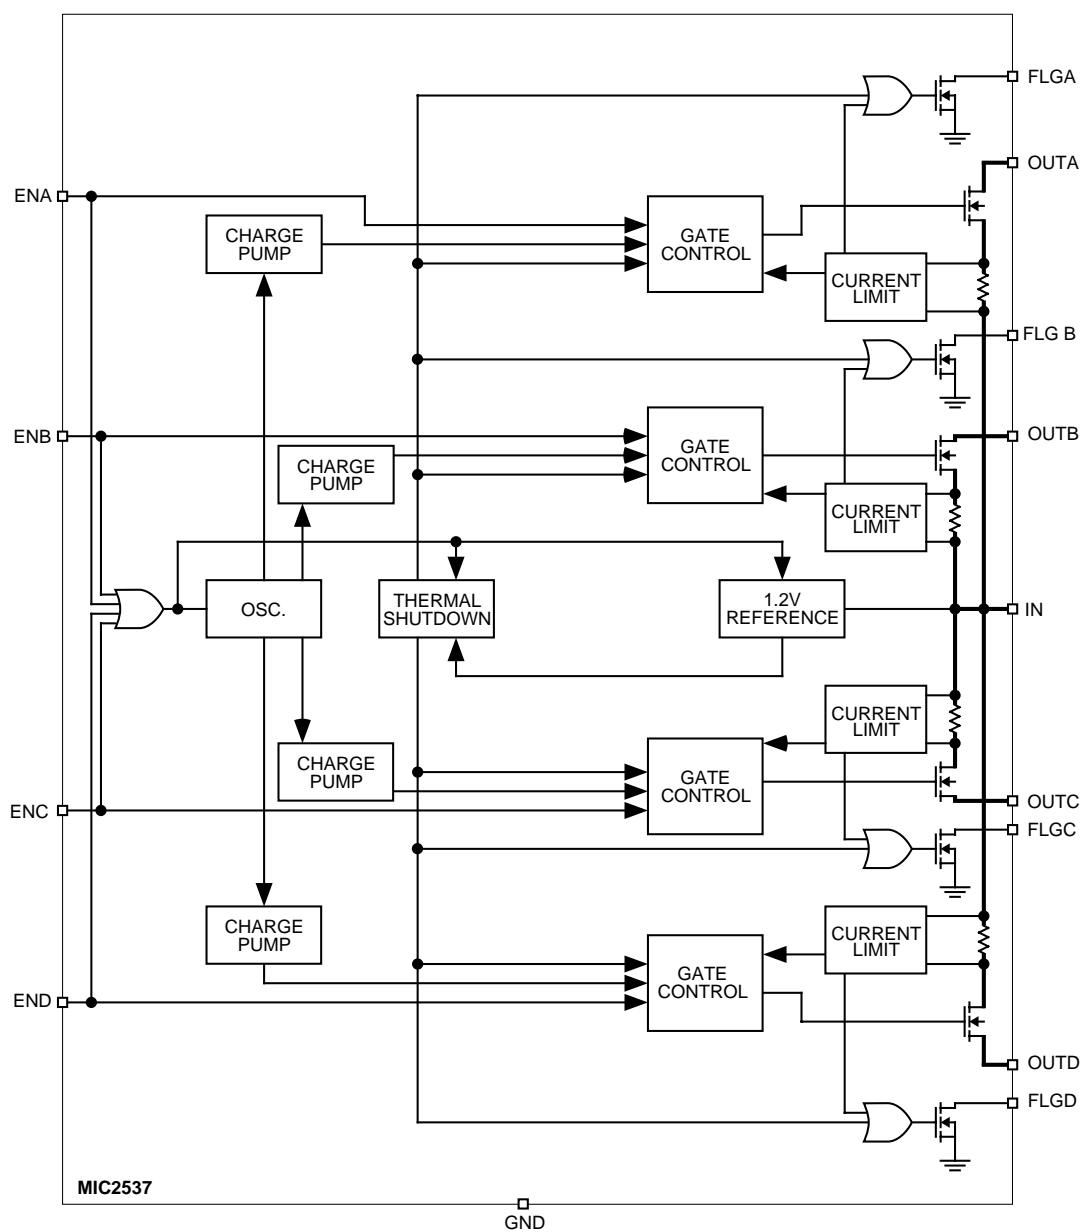 FLGA
OUTA
ENA
CHARGE
PUMP
GATE
CONTROL
CURRENT
LIMIT
FLG B
ENB
OUTB
CHARGE
PUMP
GATE
CONTROL
CURRENT
LIMIT
OSC.
THERMAL
SHUTDOWN
1.2V
REFERENCE
IN
CURRENT
LIMIT
CHARGE
PUMP
GATE
CONTROL
ENC
OUTC
FLGC
CHARGE
PUMP
CURRENT
LIMIT
GATE
CONTROL
END
OUTD
FLGD
MIC2537
GND